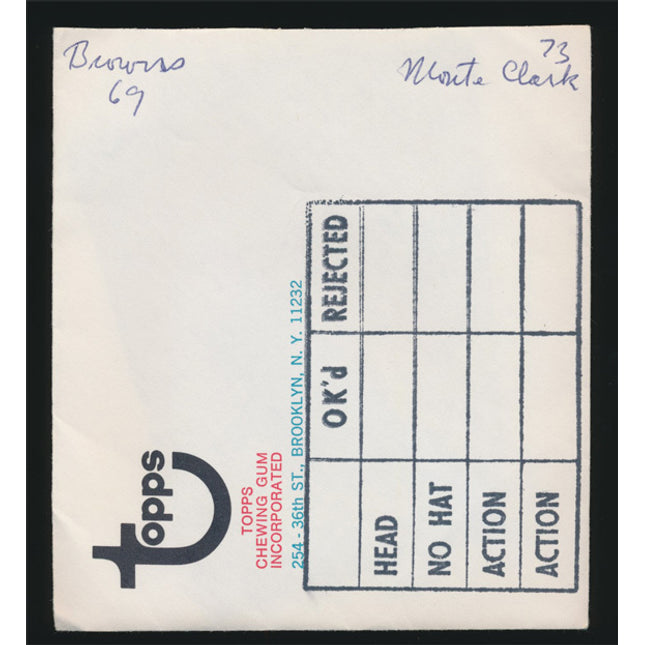 Browns
69
73
Monte Clark
topps
TOPPS
CHEWING GUM
INCORPORATED
254 - 36th ST., BROOKLYN, N. Y. 11232
OK'd REJECTED
HEAD
NO HAT
ACTION
ACTION